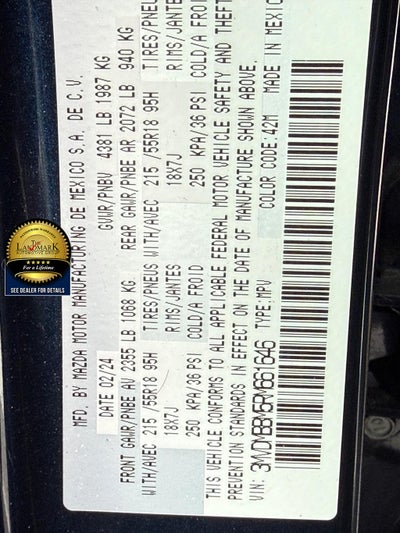 MFD. BY MAZDA MOTOR MANUFACTURING DE MEXICO S.A. DE C.V.
DATE 02/24 GVWR/PNBV 4381 LB 1987 KG
FRONT GAWR/PNBE AV 2355 LB 1068 KG REAR GAWR/PNBE AR 2072 LB 940 KG
WITH/AVEC 215/55R18 95H TIRES/PNEUS WITH/AVEC 215/55R18 95H TIRES/PNEU
18X7J RIMS/JANTES 18X7J RIMS/JANTES
250 KPA/36 PSI COLD/A FROID 250 KPA/36 PSI COLD/A FROID
THIS VEHICLE CONFORMS TO ALL APPLICABLE FEDERAL MOTOR VEHICLE SAFETY AND THEFT
PREVENTION STANDARDS IN EFFECT ON THE DATE OF MANUFACTURE SHOWN ABOVE.
VIN: 3MVDMBBM5RM661646 TYPE:MPV COLOR CODE:42M MADE IN MEXIC
THE
LANDMARK
For a Lifetime
SEE DEALER FOR DETAILS